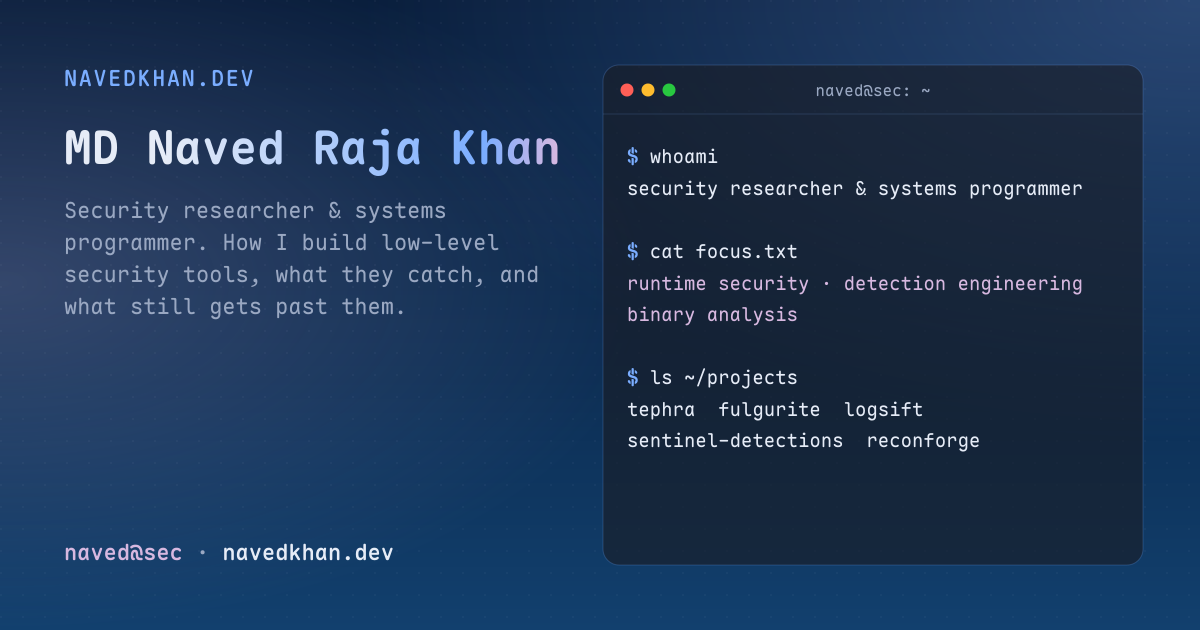 NAVEDKHAN.DEV
MD Naved Raja Khan
Security researcher & systems
programmer. How I build low-level
security tools, what they catch, and
what still gets past them.
naved@sec · navedkhan.dev
naved@sec: ~
$ whoami
security researcher & systems programmer
$ cat focus.txt
runtime security · detection engineering
binary analysis
$ ls ~/projects
tephra fulgurite logsift
sentinel-detections reconforge